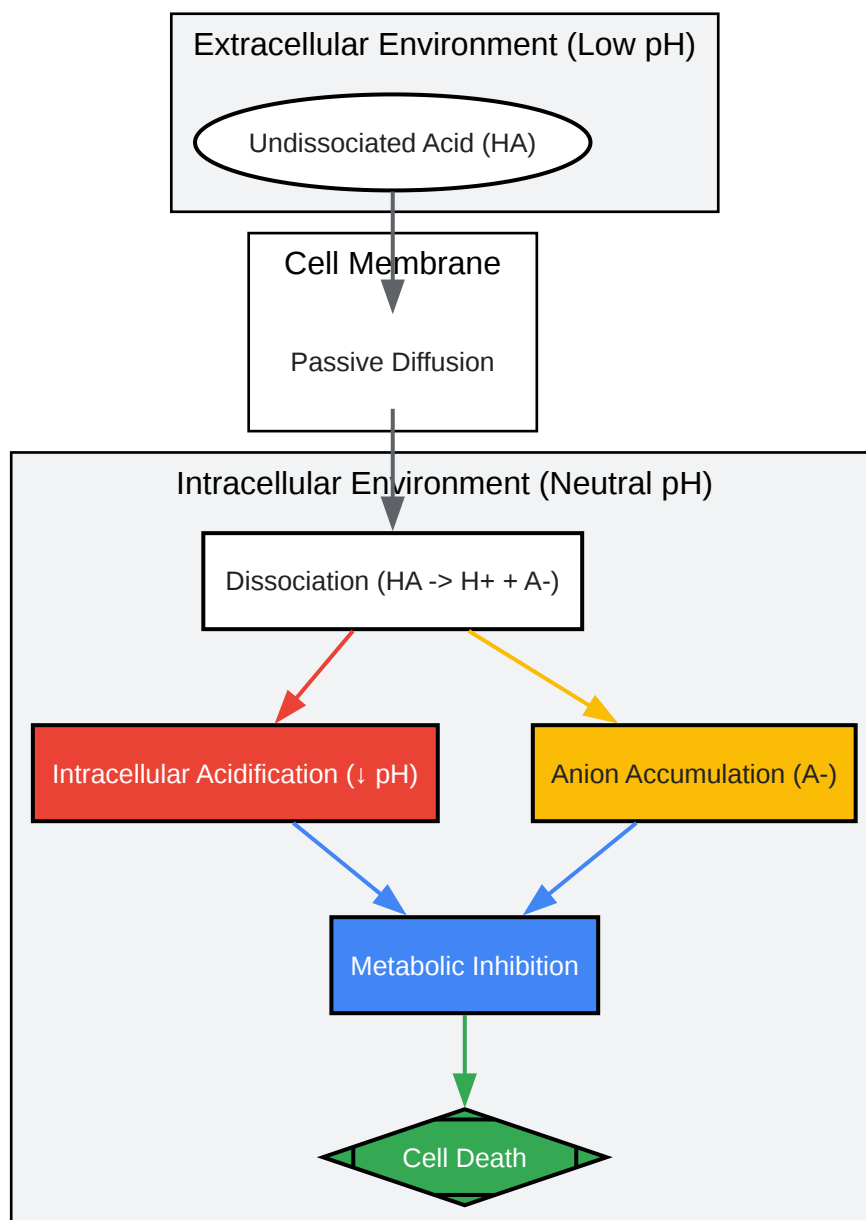 Extracellular Environment (Low pH)
Undissociated Acid (HA)
Cell Membrane
Passive Diffusion
Intracellular Environment (Neutral pH)
Dissociation (HA -> H+ + A-)
Intracellular Acidification (↓ pH)
Anion Accumulation (A-)
Metabolic Inhibition
Cell Death